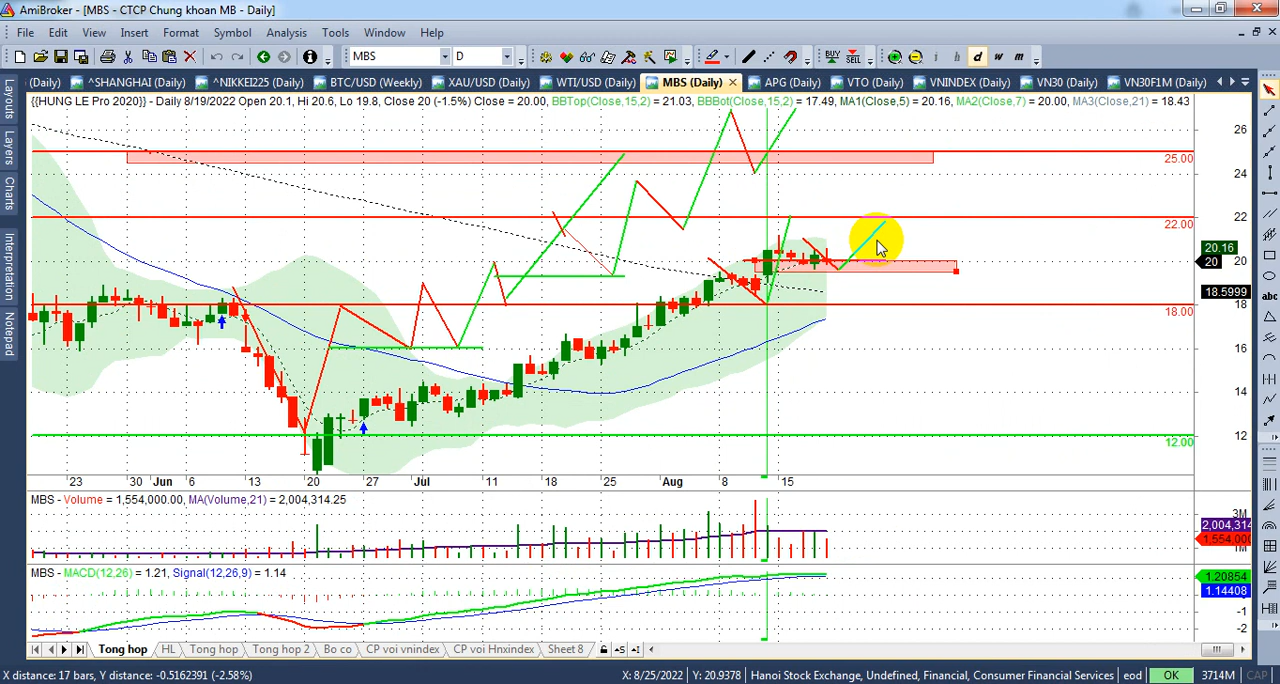 AmiBroker - [MBS - CTCP Chung khoan MB - Daily]
File Edit View Insert Format Symbol Analysis Tools Window Help
MBS D BUY SELL i h d w m
(Daily) ^SHANGHAI (Daily) ^NIKKEI225 (Daily) BTC/USD (Weekly) XAU/USD (Daily) WTI/USD (Daily) MBS (Daily) APG (Daily) VTO (Daily) VNINDEX (Daily) VN30 (Daily) VN30F1M (Daily)
Layouts
Layers
Charts
Interpretation
Notepad
{{HUNG LE Pro 2020}} - Daily 8/19/2022 Open 20.1, Hi 20.6, Lo 19.8, Close 20 (-1.5%) Close = 20.00, BBTop(Close,15,2) = 21.03, BBBot(Close,15,2) = 17.49, MA1(Close,5) = 20.16, MA2(Close,7) = 20.00, MA3(Close,21) = 18.43
26
25.00
24
22
22.00
20.16
20
20
18.5999
18
18.00
16
14
12
12.00
abc
23 30 Jun 6 13 20 27 Jul 11 18 25 Aug 8 15
MBS - Volume = 1,554,000.00, MA(Volume,21) = 2,004,314.25
3M
2,004,314
1,554,000
MBS - MACD(12,26) = 1.21, Signal(12,26,9) = 1.14
1.20854
1.14408
-1
-2
Tong hop HL Tong hop Tong hop 2 Bo co CP voi vnindex CP voi Hnxindex Sheet 8
X distance: 17 bars, Y distance: -0.5162391 (-2.58%) X: 8/25/2022 Y: 20.9378 Hanoi Stock Exchange, Undefined, Financial, Consumer Financial Services eod OK 3714M CAP